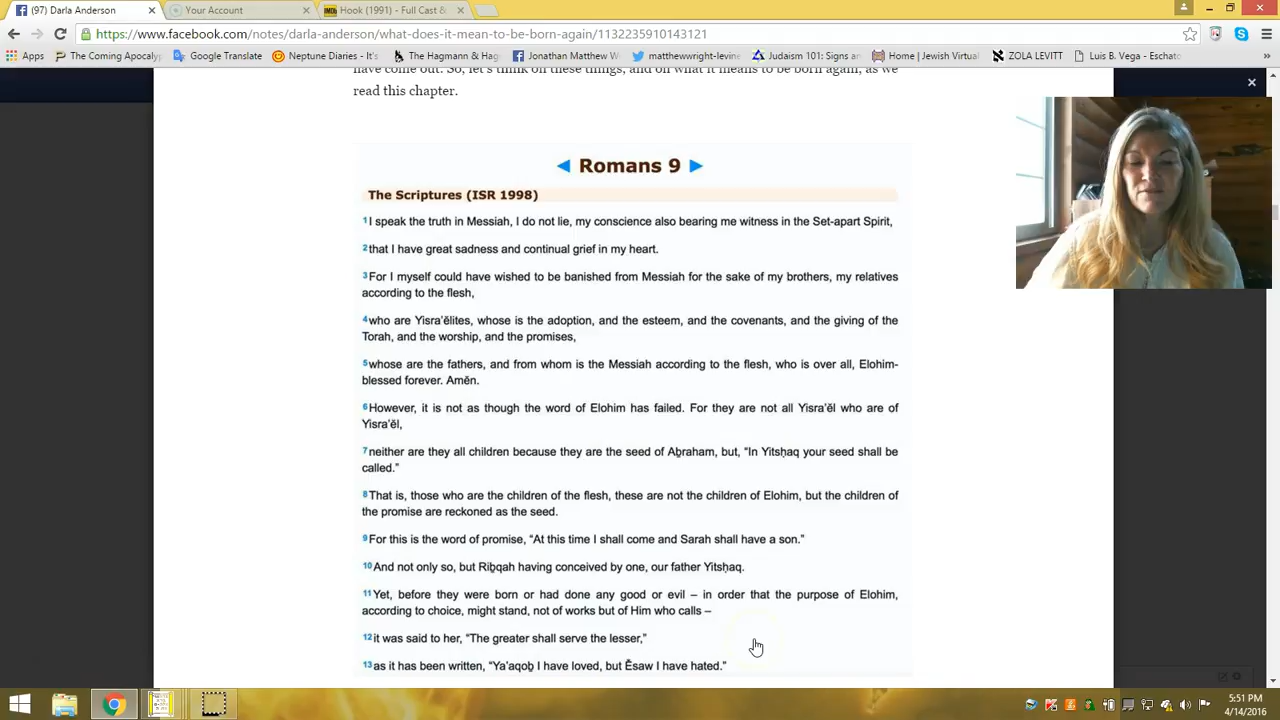 (97) Darla Anderson
Your Account
Hook (1991) - Full Cast &
https://www.facebook.com/notes/darla-anderson/what-does-it-mean-to-be-born-again/1132235910143121
Apps
The Coming Apocalyp
The Hagmann & Hagm
Google Translate
Neptune Diaries' -
Jonathan Matthew Wr
matthewwright-levine
Judaism 101: Signs an
Home | Jewish Virtual
ZOLA LEVITT
Luis B. Vega - Eschato
have come out. So, let's think on these things, and on what it means to be born again, as we
read this chapter.
Romans 9
The Scriptures (ISR 1998)
1 I speak the truth in Messiah, I do not lie, my conscience also bearing me witness in the Set-apart Spirit,
2 that I have great sadness and continual grief in my heart.
3 For I myself could have wished to be banished from Messiah for the sake of my brothers, my relatives
according to the flesh,
4 who are Yisra'ĕlites, whose is the adoption, and the esteem, and the covenants, and the giving of the
Torah, and the worship, and the promises,
5 whose are the fathers, and from whom is the Messiah according to the flesh, who is over all, Elohim-
blessed forever. Amĕn.
6 However, it is not as though the word of Elohim has failed. For they are not all Yisra'ĕl who are of
Yisra'ĕl,
7 neither are they all children because they are the seed of Aḇraham, but, "In Yitsḥaq your seed shall be
called."
8 That is, those who are the children of the flesh, these are not the children of Elohim, but the children of
the promise are reckoned as the seed.
9 For this is the word of promise, "At this time I shall come and Sarah shall have a son."
10 And not only so, but Riḇqah having conceived by one, our father Yitsḥaq.
11 Yet, before they were born or had done any good or evil – in order that the purpose of Elohim,
according to choice, might stand, not of works but of Him who calls –
12 it was said to her, "The greater shall serve the lesser,"
13 as it has been written, "Ya'aqoḇ I have loved, but Ĕsaw I have hated."
5:51 PM
4/14/2016